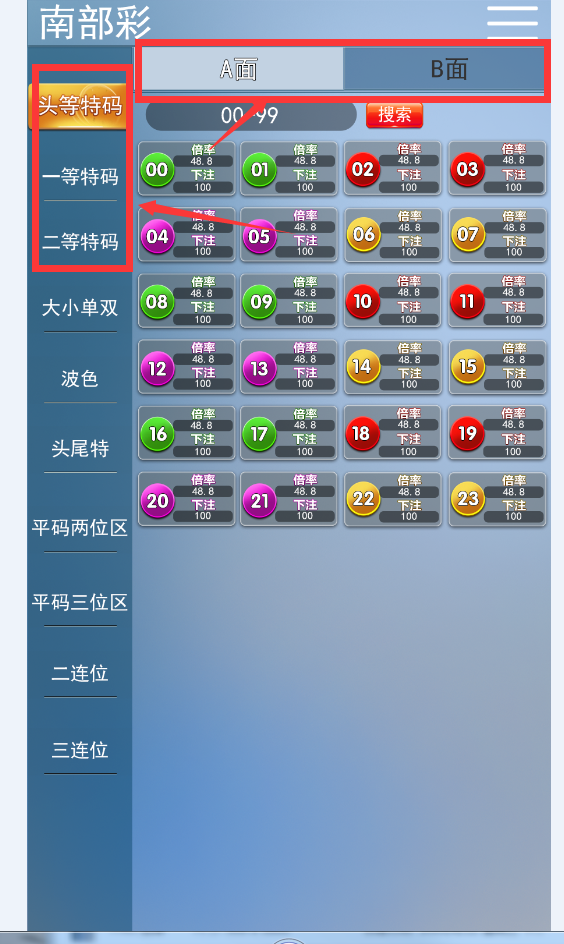 南部彩
A面 B面
头等特码
一等特码
二等特码
大小单双
波色
头尾特
平码两位区
平码三位区
二连位
三连位
搜索
00 倍率 48.8 下注 100
01 倍率 48.8 下注 100
02 倍率 48.8 下注 100
03 倍率 48.8 下注 100
04 倍率 48.8 下注 100
05 倍率 48.8 下注 100
06 倍率 48.8 下注 100
07 倍率 48.8 下注 100
08 倍率 48.8 下注 100
09 倍率 48.8 下注 100
10 倍率 48.8 下注 100
11 倍率 48.8 下注 100
12 倍率 48.8 下注 100
13 倍率 48.8 下注 100
14 倍率 48.8 下注 100
15 倍率 48.8 下注 100
16 倍率 48.8 下注 100
17 倍率 48.8 下注 100
18 倍率 48.8 下注 100
19 倍率 48.8 下注 100
20 倍率 48.8 下注 100
21 倍率 48.8 下注 100
22 倍率 48.8 下注 100
23 倍率 48.8 下注 100